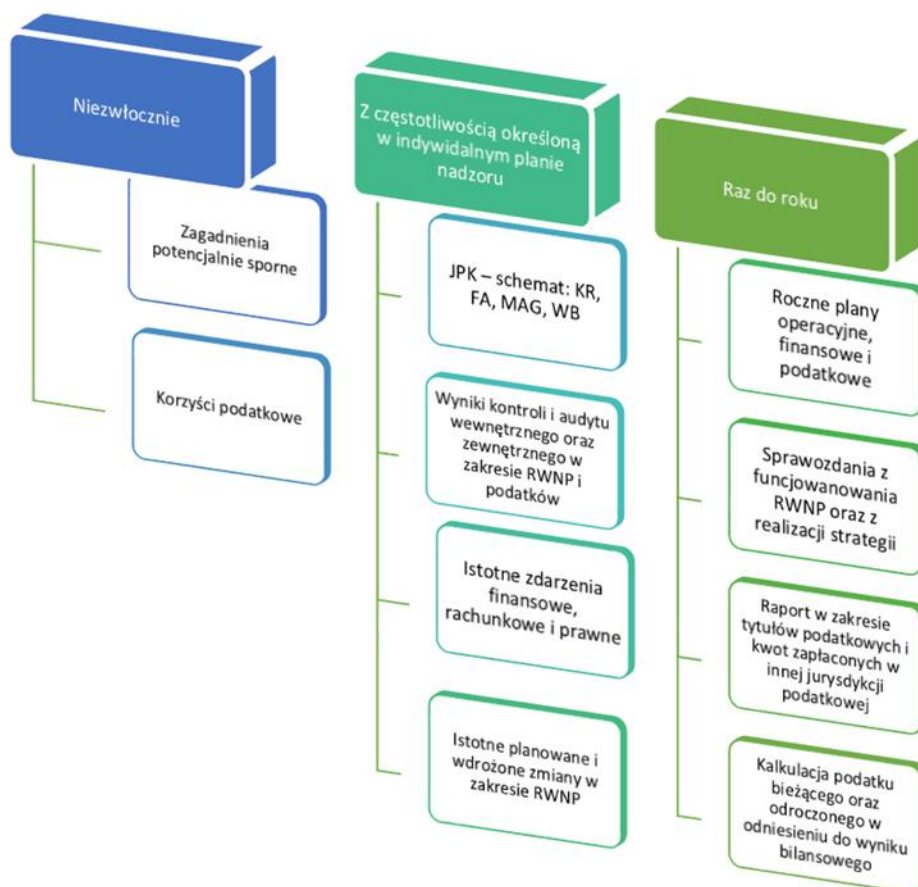 Niezwłocznie
Zagadnienia
potencjalnie sporne
Korzyści podatkowe
Z częstotliwością określoną
w indywidalnym planie
nadzoru
JPK – schemat: KR,
FA, MAG, WB
Wyniki kontroli i audytu
wewnętrznego oraz
zewnętrznego w
zakresie RWNP i
podatków
Istotne zdarzenia
finansowe,
rachunkowe i prawne
Istotne planowane i
wdrożone zmiany w
zakresie RWNP
Raz do roku
Roczne plany
operacyjne,
finansowe i
podatkowe
Sprawozdania z
funcjowanowania
RWNP oraz z
realizacji strategii
Raport w zakresie
tytułów podatkowych i
kwot zapłaconych w
innej jurysdykcji
podatkowej
Kalkulacja podatku
bieżącego oraz
odroczonego w
odniesieniu do wyniku
bilansowego